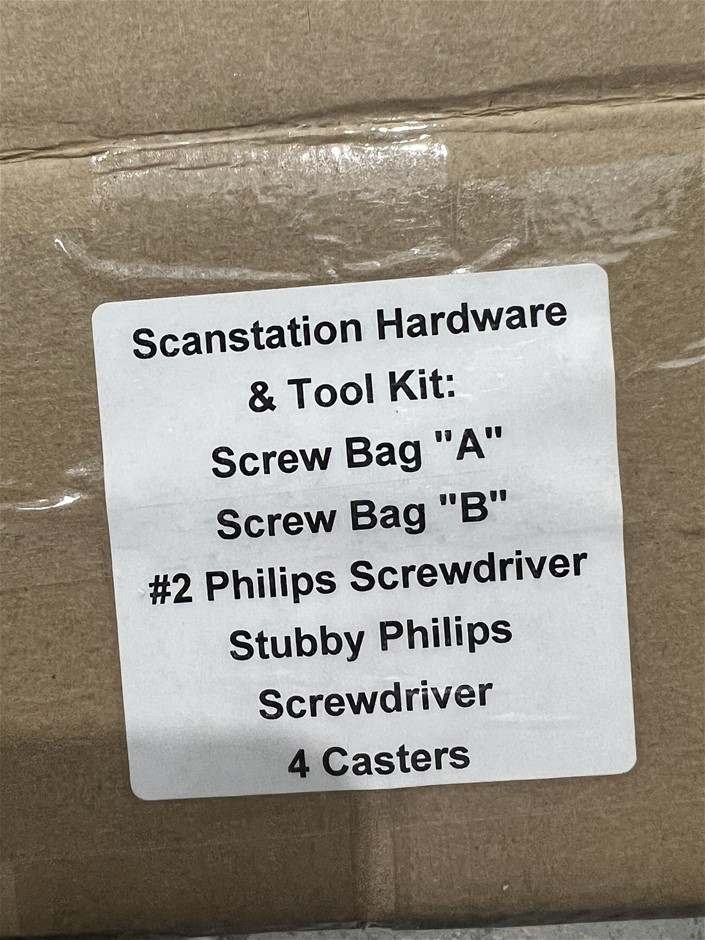 Scanstation Hardware
& Tool Kit:
Screw Bag "A"
Screw Bag "B"
#2 Philips Screwdriver
Stubby Philips
Screwdriver
4 Casters